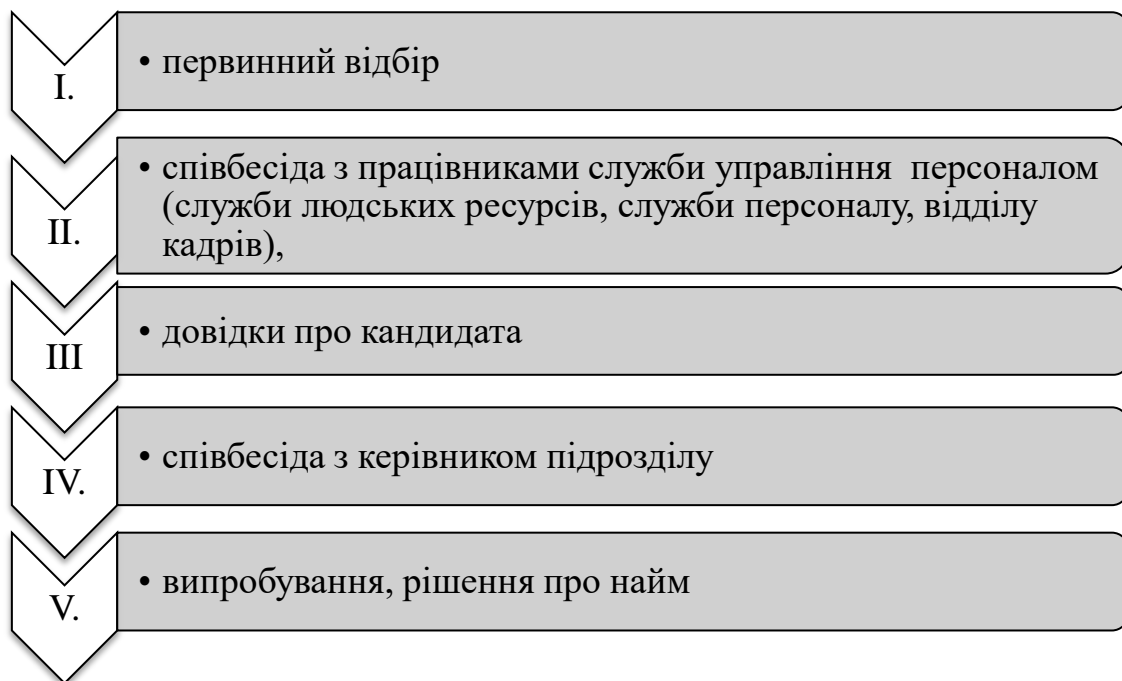 I.
• первинний відбір
II.
• співбесіда з працівниками служби управління персоналом
(служби людських ресурсів, служби персоналу, відділу
кадрів),
III
• довідки про кандидата
IV.
• співбесіда з керівником підрозділу
V.
• випробування, рішення про найм